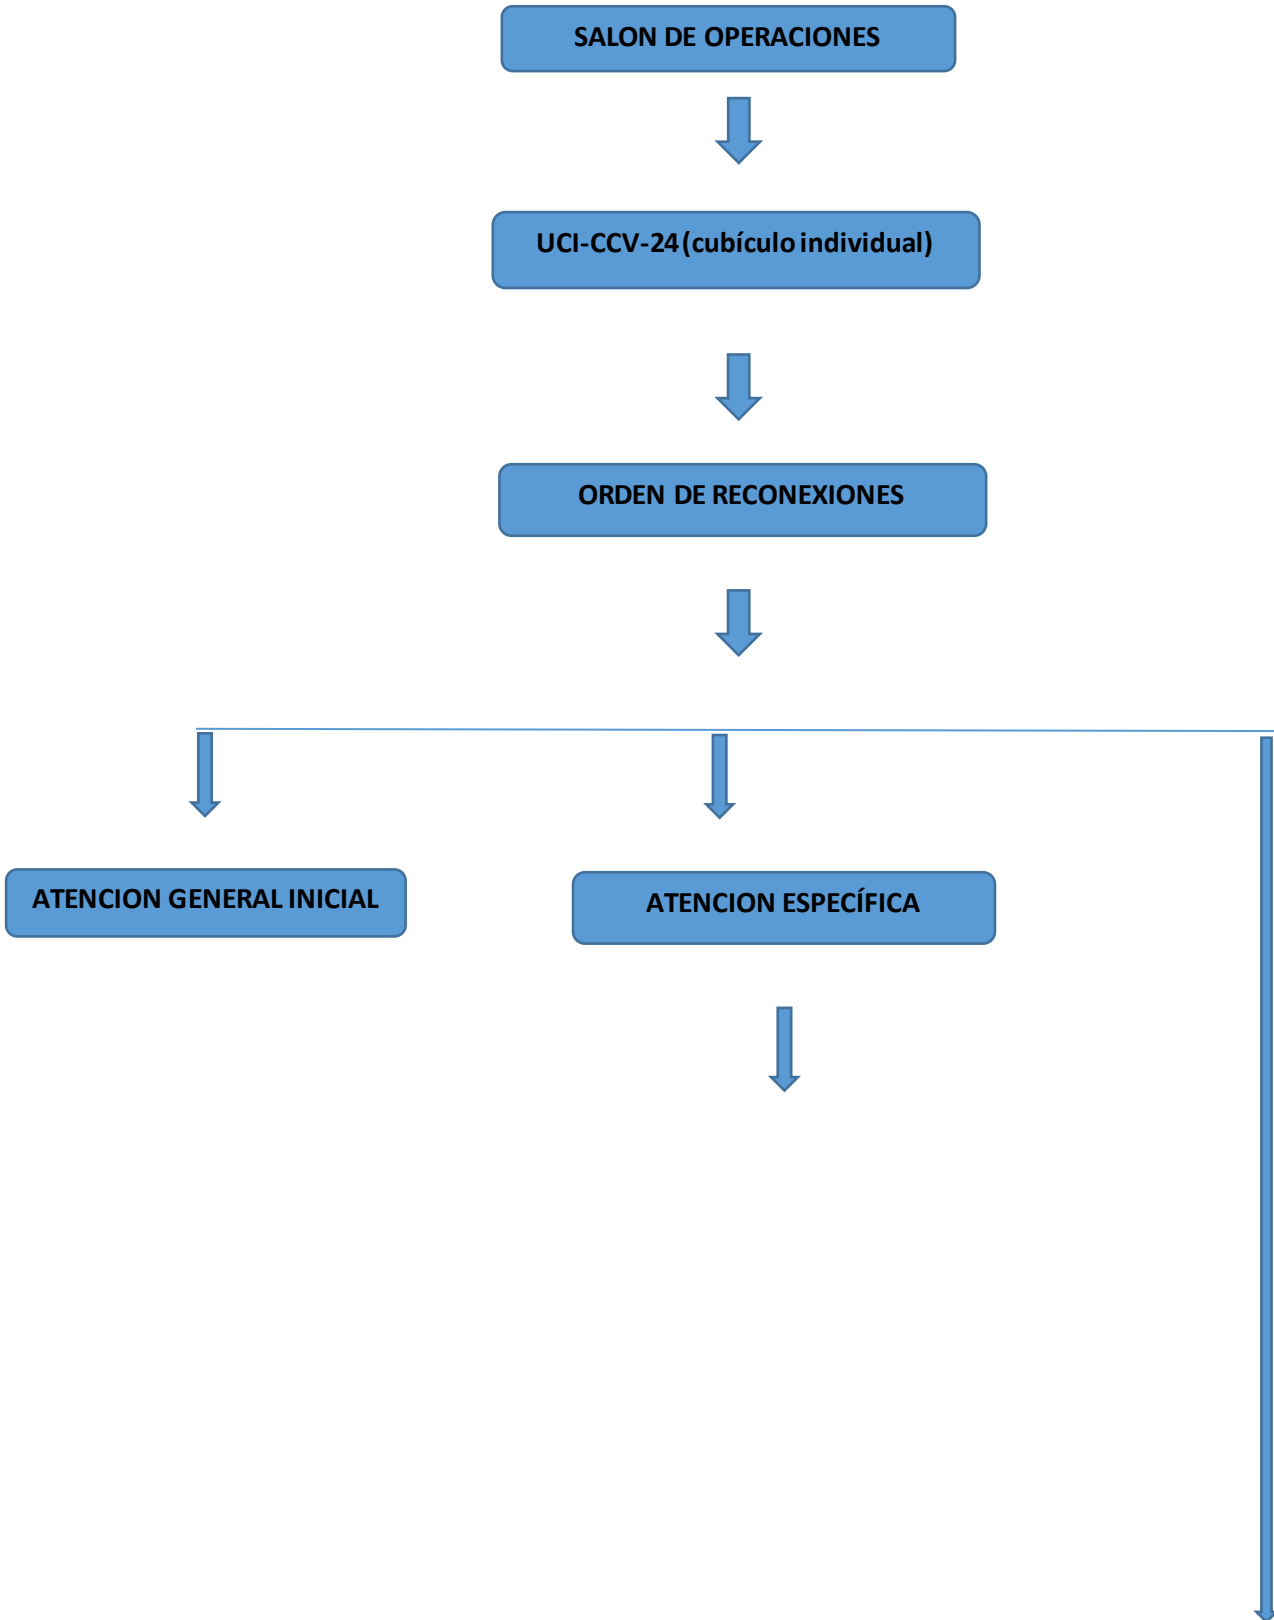 SALON DE OPERACIONES
UCI-CCV-24 (cubículo individual)
ORDEN DE RECONEXIONES
ATENCION GENERAL INICIAL
ATENCION ESPECÍFICA